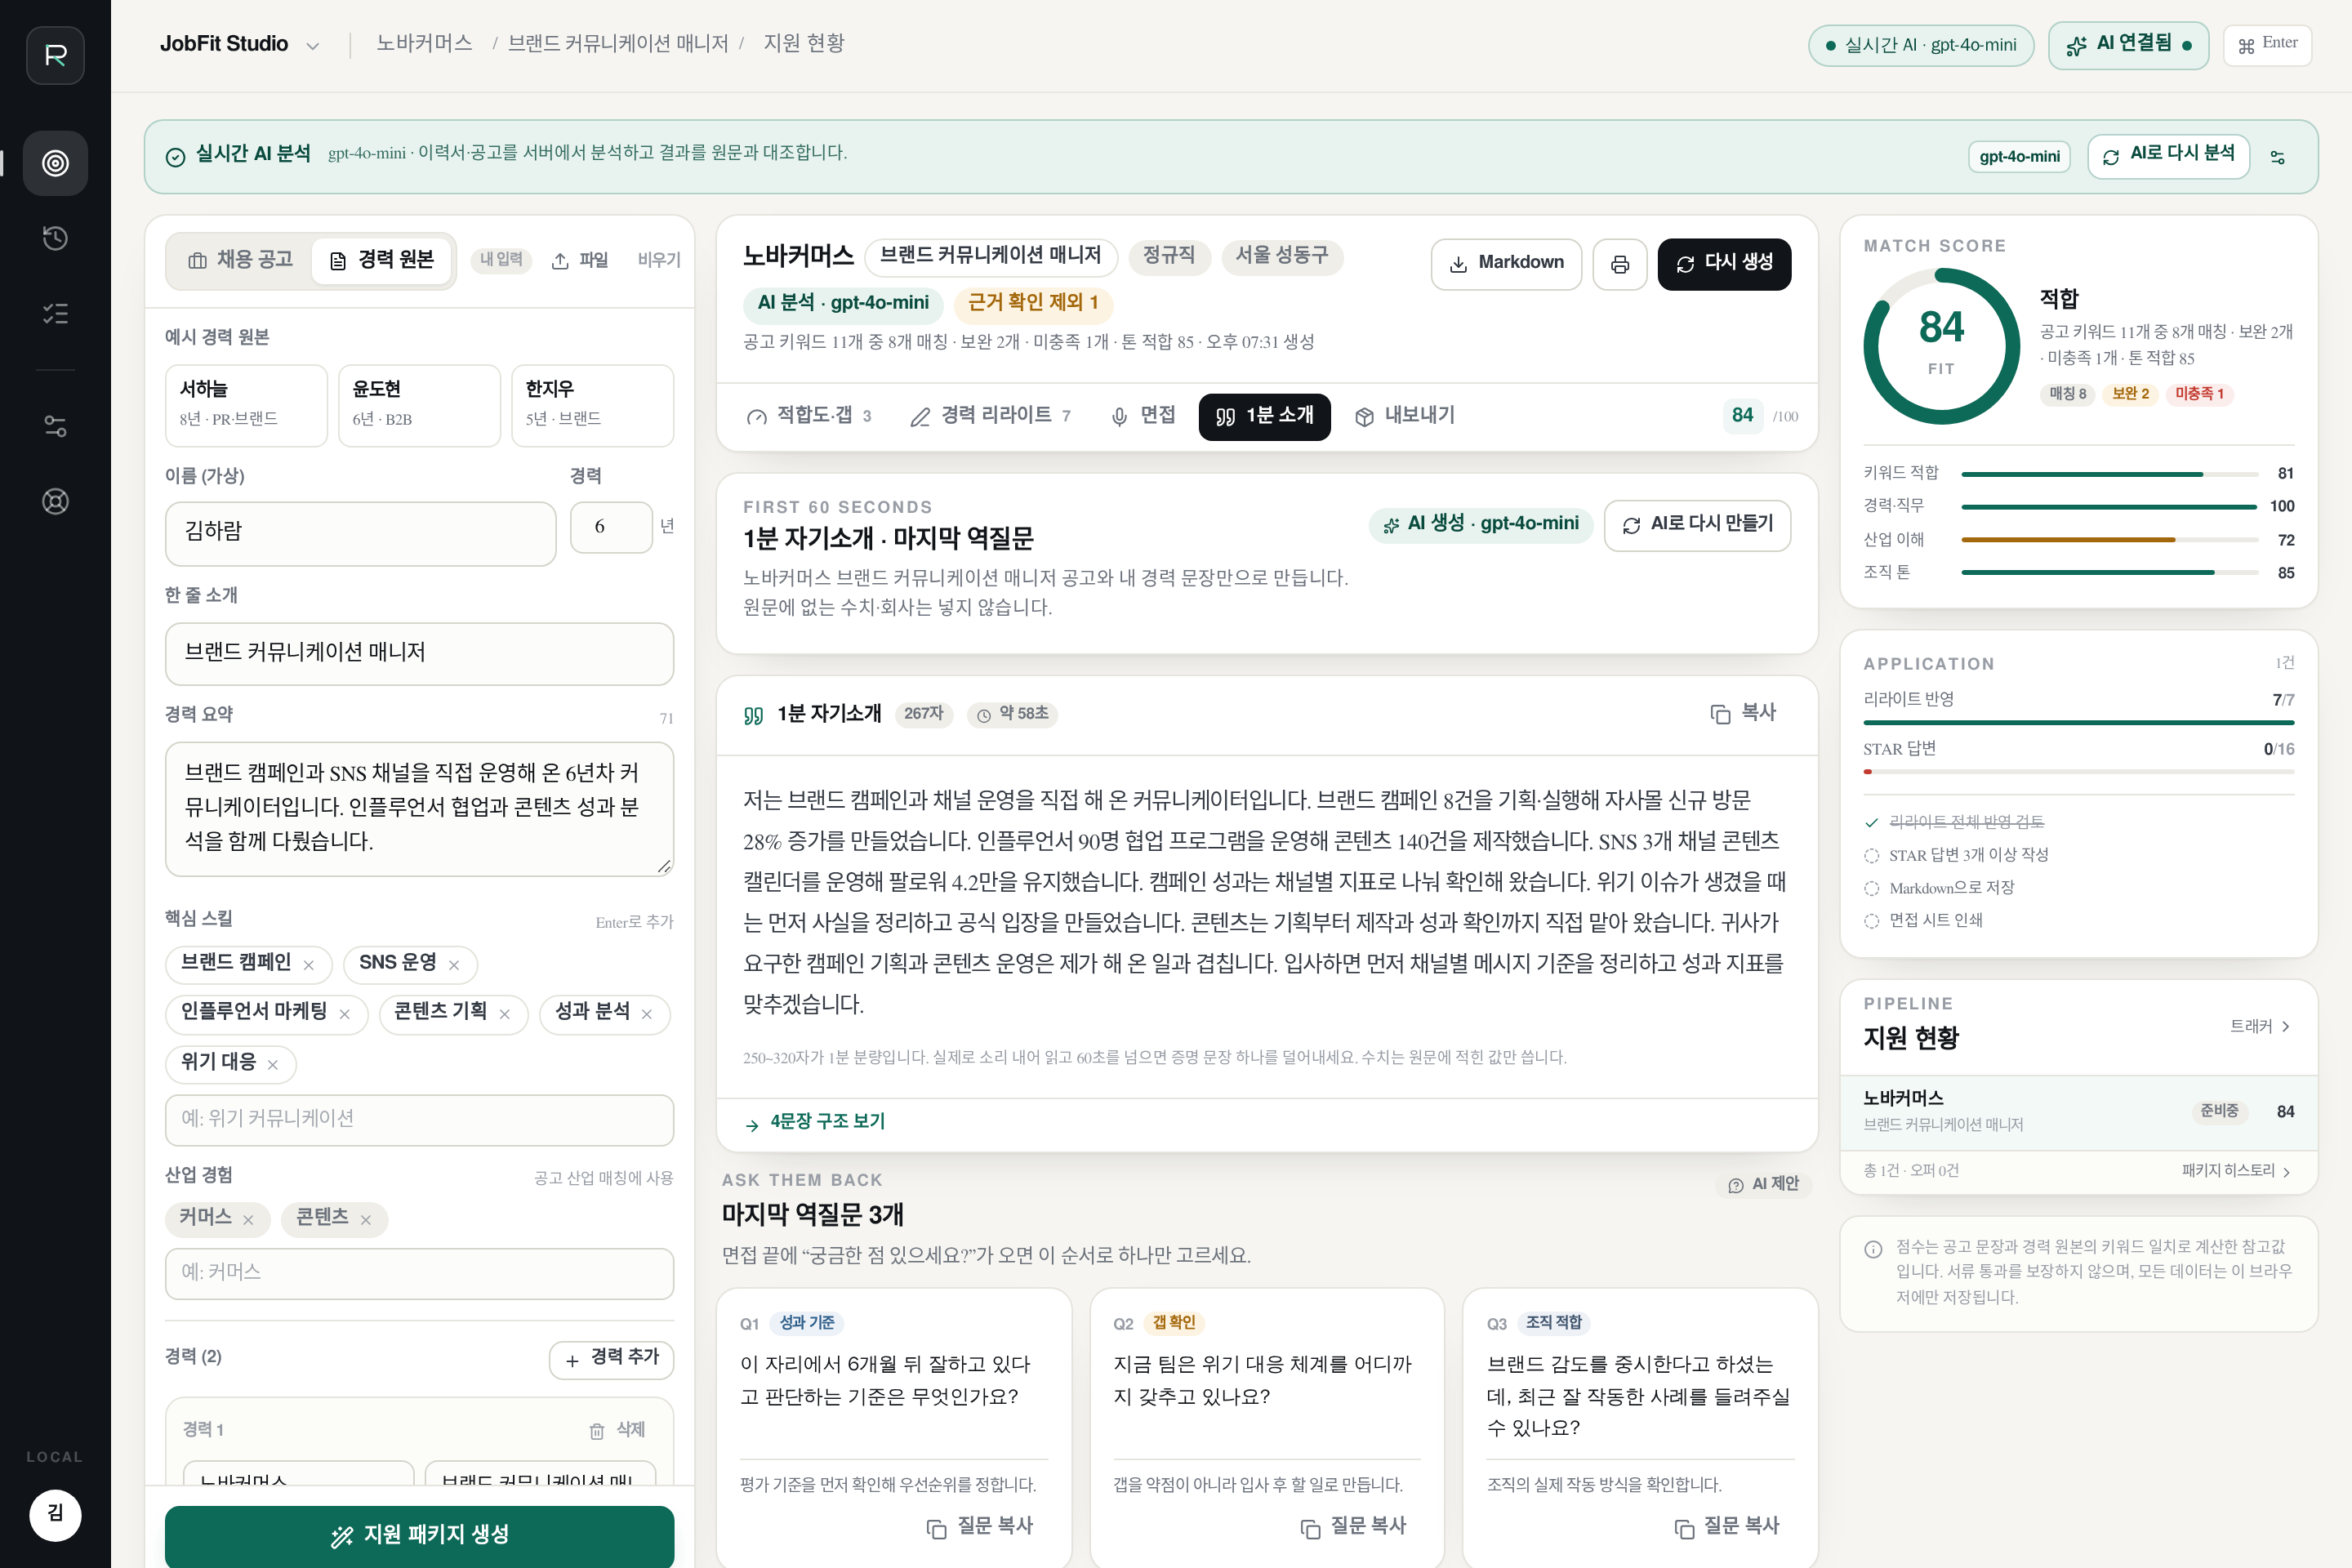 JobFit Studio
노바커머스 / 브랜드 커뮤니케이션 매니저 / 지원 현황
실시간 AI · gpt-4o-mini
AI 연결됨
⌘ Enter
실시간 AI 분석
gpt-4o-mini · 이력서·공고를 서버에서 분석하고 결과를 원문과 대조합니다.
gpt-4o-mini
AI로 다시 분석
채용 공고
경력 원본
내 입력
파일
비우기
예시 경력 원본
서하늘
8년 · PR·브랜드
윤도현
6년 · B2B
한지우
5년 · 브랜드
이름 (가상)
경력
김하람
6 년
한 줄 소개
브랜드 커뮤니케이션 매니저
경력 요약
71
브랜드 캠페인과 SNS 채널을 직접 운영해 온 6년차 커
뮤니케이터입니다. 인플루언서 협업과 콘텐츠 성과 분
석을 함께 다뤘습니다.
핵심 스킬
Enter로 추가
브랜드 캠페인
SNS 운영
인플루언서 마케팅
콘텐츠 기획
성과 분석
위기 대응
예: 위기 커뮤니케이션
산업 경험
공고 산업 매칭에 사용
커머스
콘텐츠
예: 커머스
경력 (2)
경력 추가
경력 1
삭제
노바커머스
브랜드 커뮤니케이션 매니
지원 패키지 생성
LOCAL
김
노바커머스
브랜드 커뮤니케이션 매니저
정규직
서울 성동구
AI 분석 · gpt-4o-mini
근거 확인 제외 1
공고 키워드 11개 중 8개 매칭 · 보완 2개 · 미충족 1개 · 톤 적합 85 · 오후 07:31 생성
Markdown
다시 생성
적합도·갭 3
경력 리라이트 7
면접
1분 소개
내보내기
84 /100
FIRST 60 SECONDS
1분 자기소개 · 마지막 역질문
노바커머스 브랜드 커뮤니케이션 매니저 공고와 내 경력 문장만으로 만듭니다.
원문에 없는 수치·회사는 넣지 않습니다.
AI 생성 · gpt-4o-mini
AI로 다시 만들기
1분 자기소개
267자
약 58초
복사
저는 브랜드 캠페인과 채널 운영을 직접 해 온 커뮤니케이터입니다. 브랜드 캠페인 8건을 기획·실행해 자사몰 신규 방문
28% 증가를 만들었습니다. 인플루언서 90명 협업 프로그램을 운영해 콘텐츠 140건을 제작했습니다. SNS 3개 채널 콘텐츠
캘린더를 운영해 팔로워 4.2만을 유지했습니다. 캠페인 성과는 채널별 지표로 나눠 확인해 왔습니다. 위기 이슈가 생겼을 때
는 먼저 사실을 정리하고 공식 입장을 만들었습니다. 콘텐츠는 기획부터 제작과 성과 확인까지 직접 맡아 왔습니다. 귀사가
요구한 캠페인 기획과 콘텐츠 운영은 제가 해 온 일과 겹칩니다. 입사하면 먼저 채널별 메시지 기준을 정리하고 성과 지표를
맞추겠습니다.
250~320자가 1분 분량입니다. 실제로 소리 내어 읽고 60초를 넘으면 증명 문장 하나를 덜어내세요. 수치는 원문에 적힌 값만 씁니다.
4문장 구조 보기
ASK THEM BACK
마지막 역질문 3개
면접 끝에 “궁금한 점 있으세요?”가 오면 이 순서로 하나만 고르세요.
AI 제안
Q1 성과 기준
이 자리에서 6개월 뒤 잘하고 있다
고 판단하는 기준은 무엇인가요?
평가 기준을 먼저 확인해 우선순위를 정합니다.
질문 복사
Q2 갭 확인
지금 팀은 위기 대응 체계를 어디까
지 갖추고 있나요?
갭을 약점이 아니라 입사 후 할 일로 만듭니다.
질문 복사
Q3 조직 적합
브랜드 감도를 중시한다고 하셨는
데, 최근 잘 작동한 사례를 들려주실
수 있나요?
조직의 실제 작동 방식을 확인합니다.
질문 복사
MATCH SCORE
84
FIT
적합
공고 키워드 11개 중 8개 매칭 · 보완 2개
· 미충족 1개 · 톤 적합 85
매칭 8
보완 2
미충족 1
키워드 적합 81
경력·직무 100
산업 이해 72
조직 톤 85
APPLICATION
1건
리라이트 반영 7/7
STAR 답변 0/16
리라이트 전체 반영 검토
STAR 답변 3개 이상 작성
Markdown으로 저장
면접 시트 인쇄
PIPELINE
지원 현황
트래커
노바커머스
브랜드 커뮤니케이션 매니저
준비중
84
총 1건 · 오퍼 0건
패키지 히스토리
점수는 공고 문장과 경력 원본의 키워드 일치로 계산한 참고값
입니다. 서류 통과를 보장하지 않으며, 모든 데이터는 이 브라우
저에만 저장됩니다.